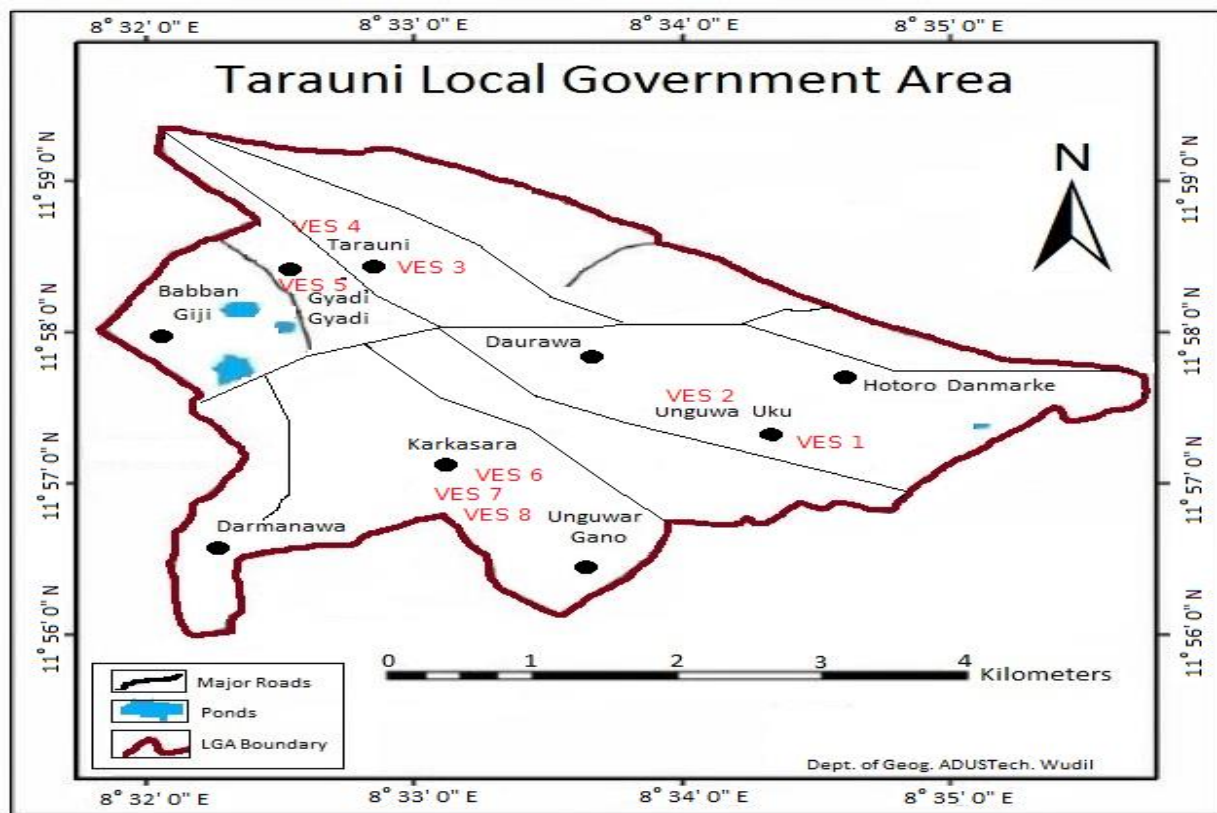 8° 32' 0" E 8° 33' 0" E 8° 34' 0" E 8° 35' 0" E
Tarauni Local Government Area
N
11° 59' 0" N
11° 59' 0" N
VES 4
Tarauni
VES 3
VES 5
Gyadi,
Gyadi
Babban
Giji
11° 58' 0" N
11° 58' 0" N
Daurawa
Hotoro Danmarke
VES 2
Unguwa Uku
VES 1
Karkasara
VES 6
VES 7
VES 8
11° 57' 0" N
11° 57' 0" N
Unguwar
Gano
Darmanawa
11° 56' 0" N
11° 56' 0" N
0 1 2 3 4
Kilometers
Major Roads
Ponds
LGA Boundary
Dept. of Geog. ADUSTech. Wudil
8° 32' 0" E 8° 33' 0" E 8° 34' 0" E 8° 35' 0" E